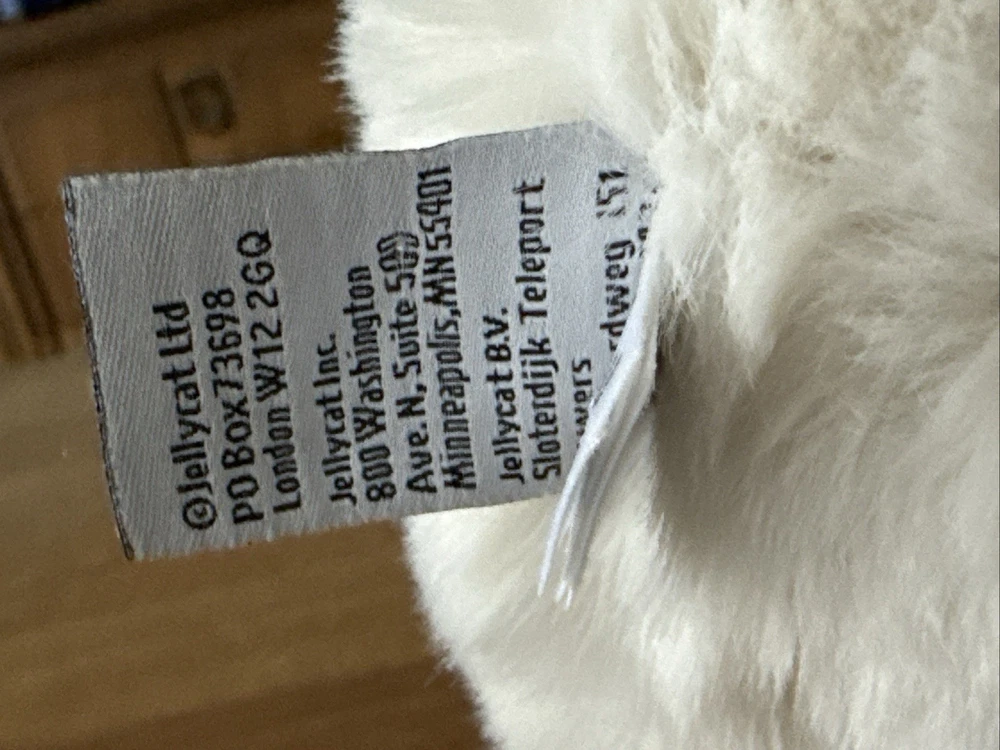 ©Jellycat Ltd
PO Box 73698
London W12 2GQ
Jellycat Inc.
800 Washington
Ave. N, Suite 500
Minneapolis, MN 55401
Jellycat B.V.
Sloterdijk Teleport